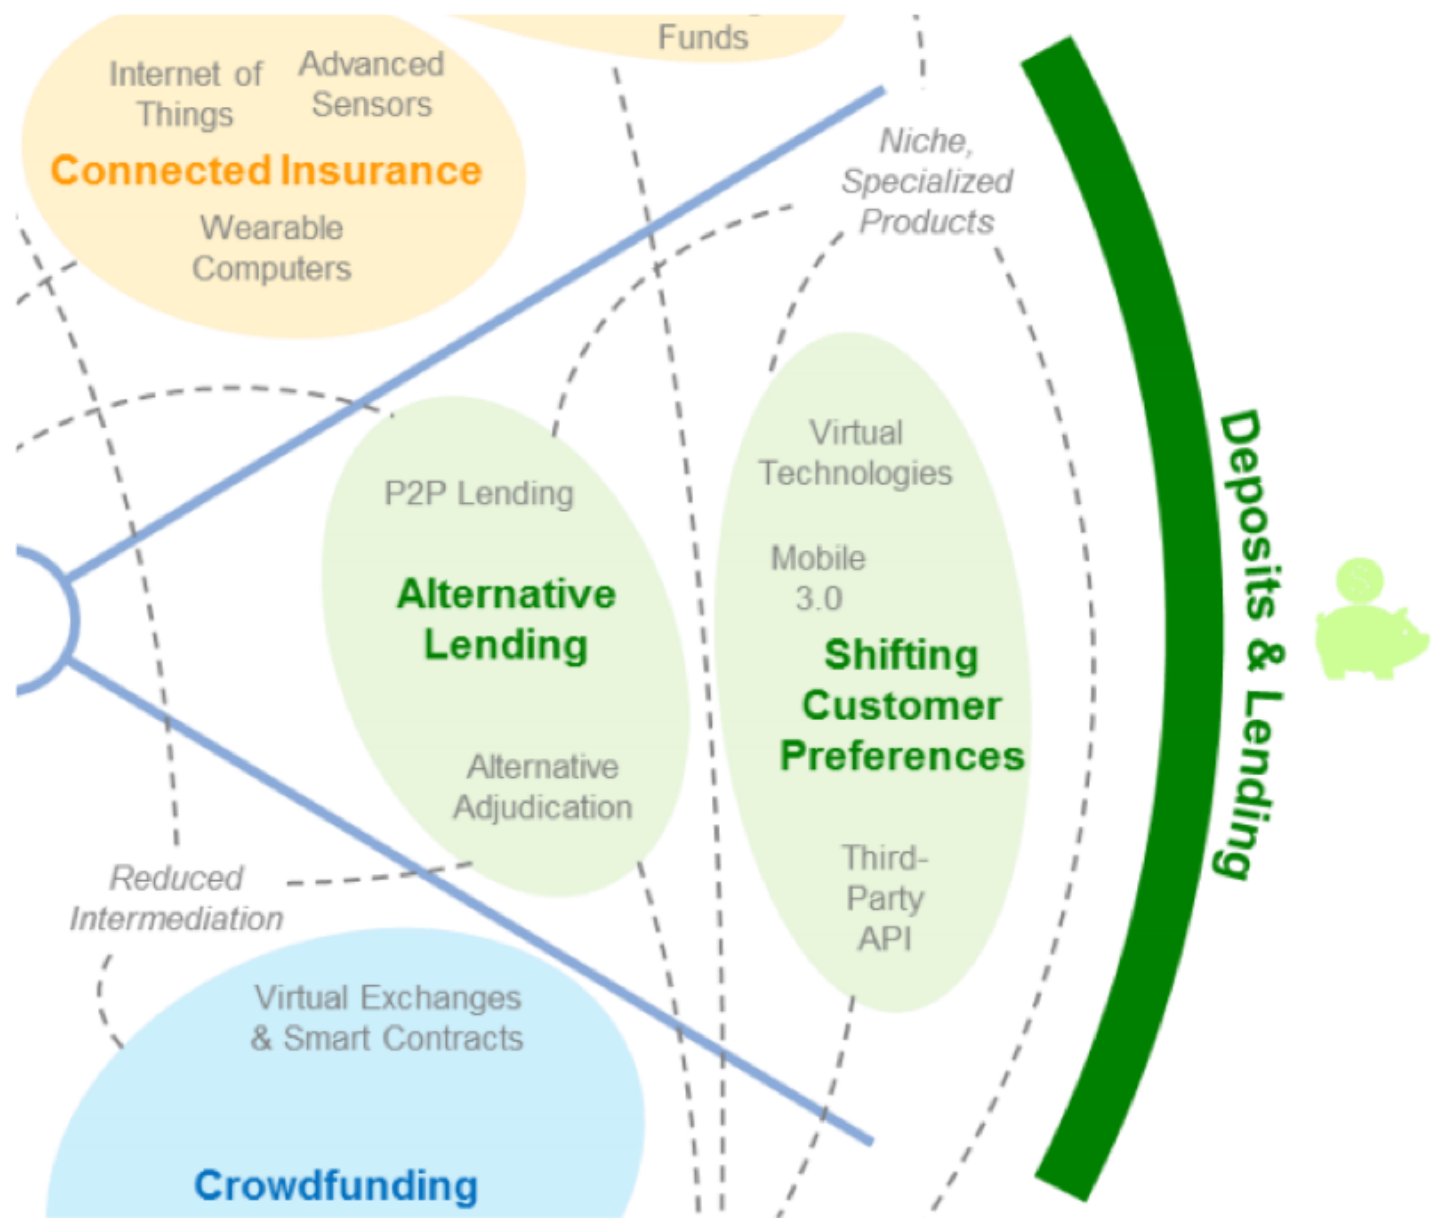 Funds
Internet of
Things
Advanced
Sensors
Connected Insurance
Wearable
Computers
Niche,
Specialized
Products
P2P Lending
Alternative
Lending
Alternative
Adjudication
Virtual
Technologies
Mobile
3.0
Shifting
Customer
Preferences
Third-
Party
API
Deposits & Lending
Reduced
Intermediation
Virtual Exchanges
& Smart Contracts
Crowdfunding